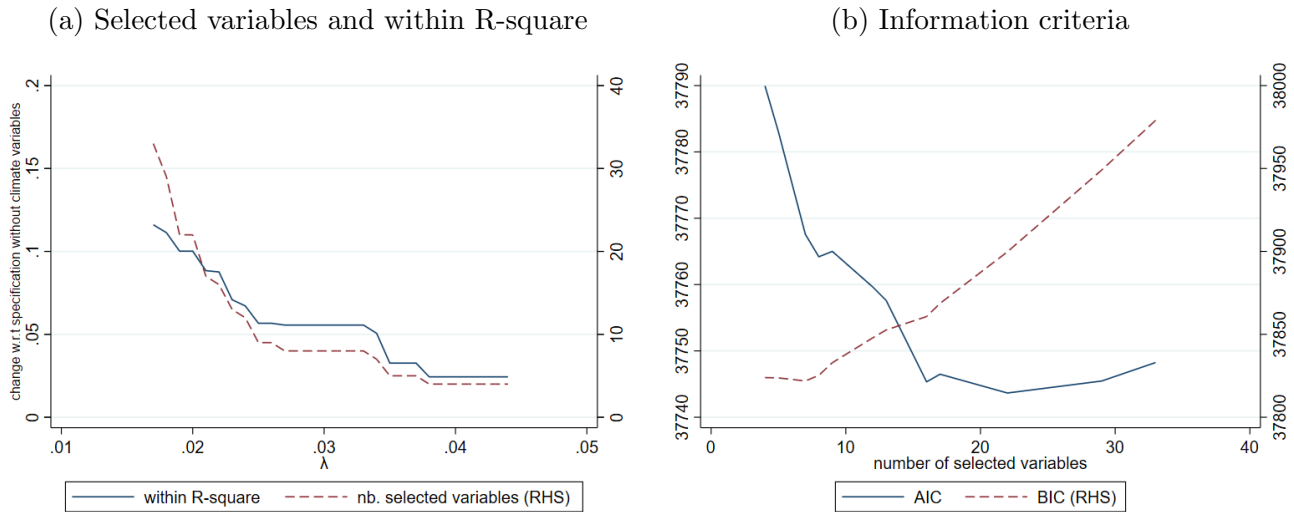 (a) Selected variables and within R-square
change w.r.t specification without climate variables
0 .05 .1 .15 .2
0 10 20 30 40
.01 .02 .03 .04 .05
λ
within R-square nb. selected variables (RHS)
(b) Information criteria
37740 37750 37760 37770 37780 37790
37800 37850 37900 37950 38000
0 10 20 30 40
number of selected variables
AIC BIC (RHS)